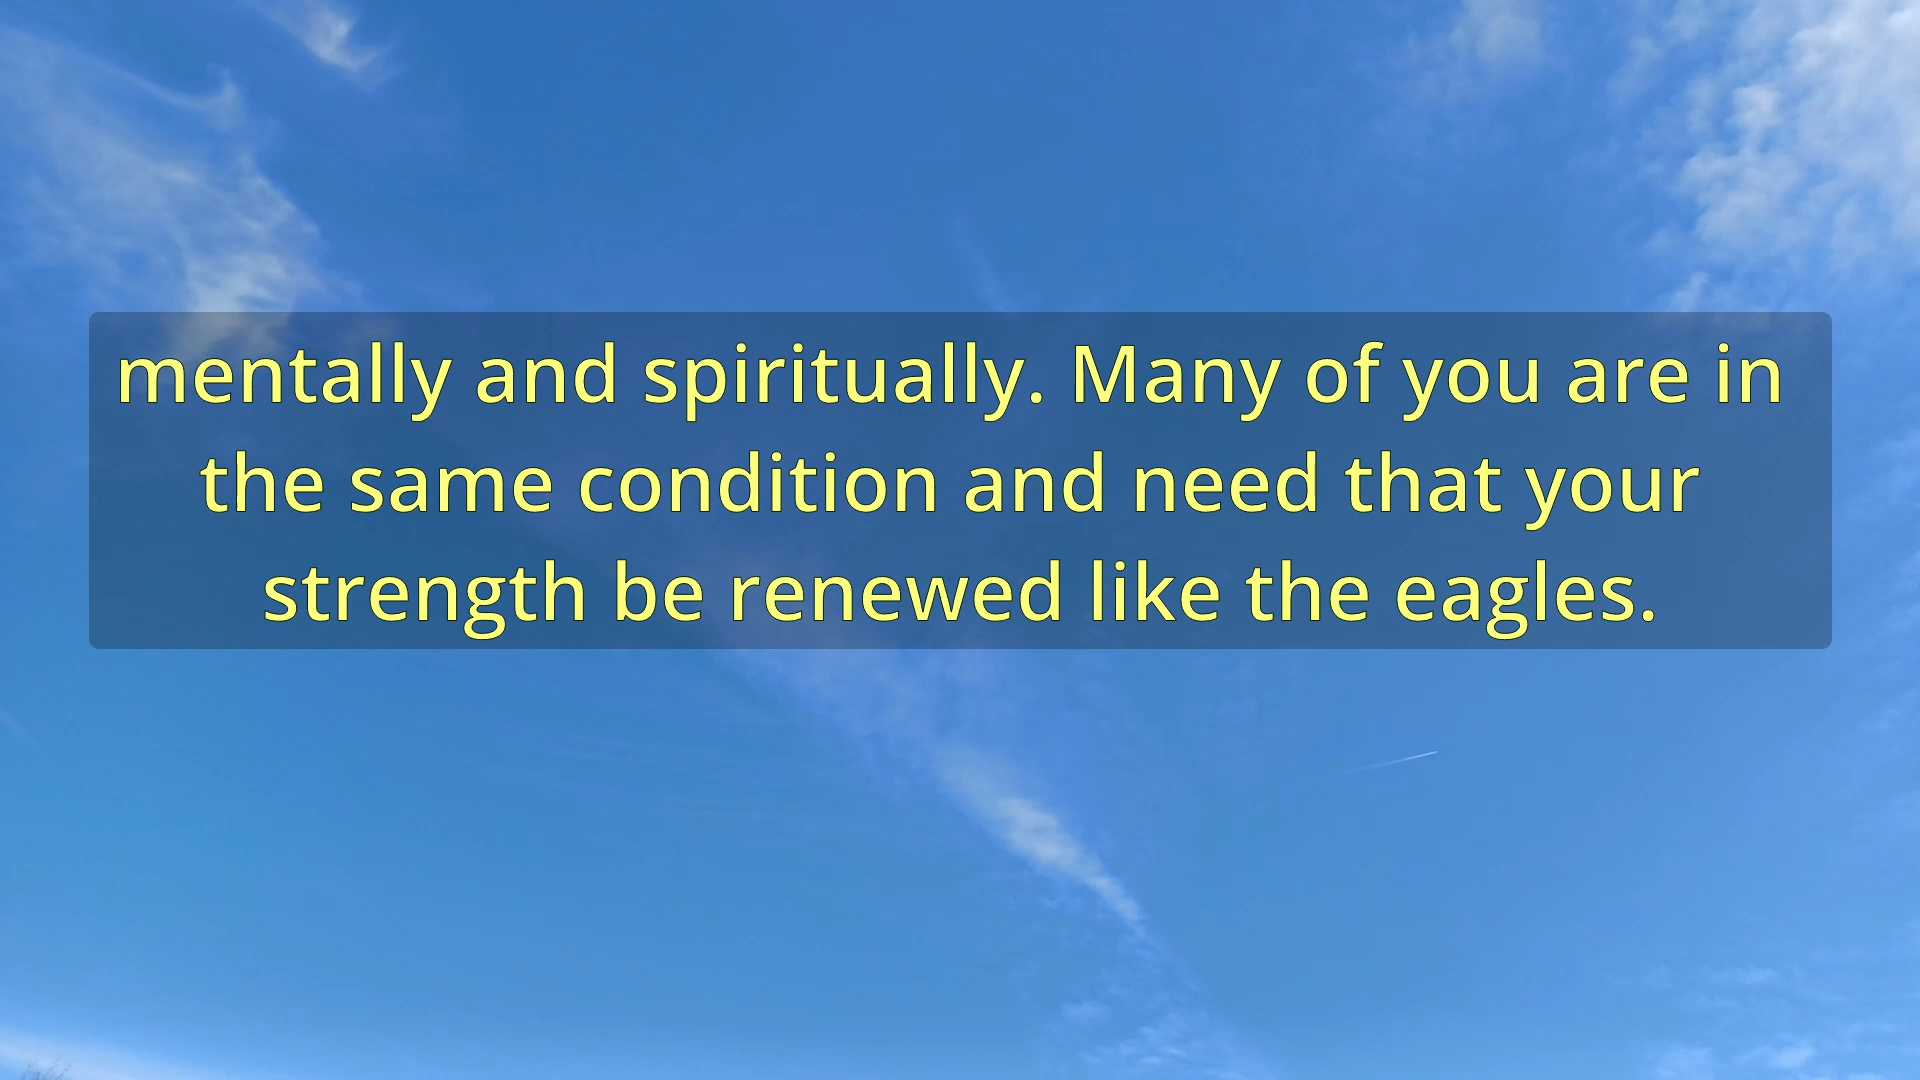 mentally and spiritually. Many of you are in
the same condition and need that your
strength be renewed like the eagles.